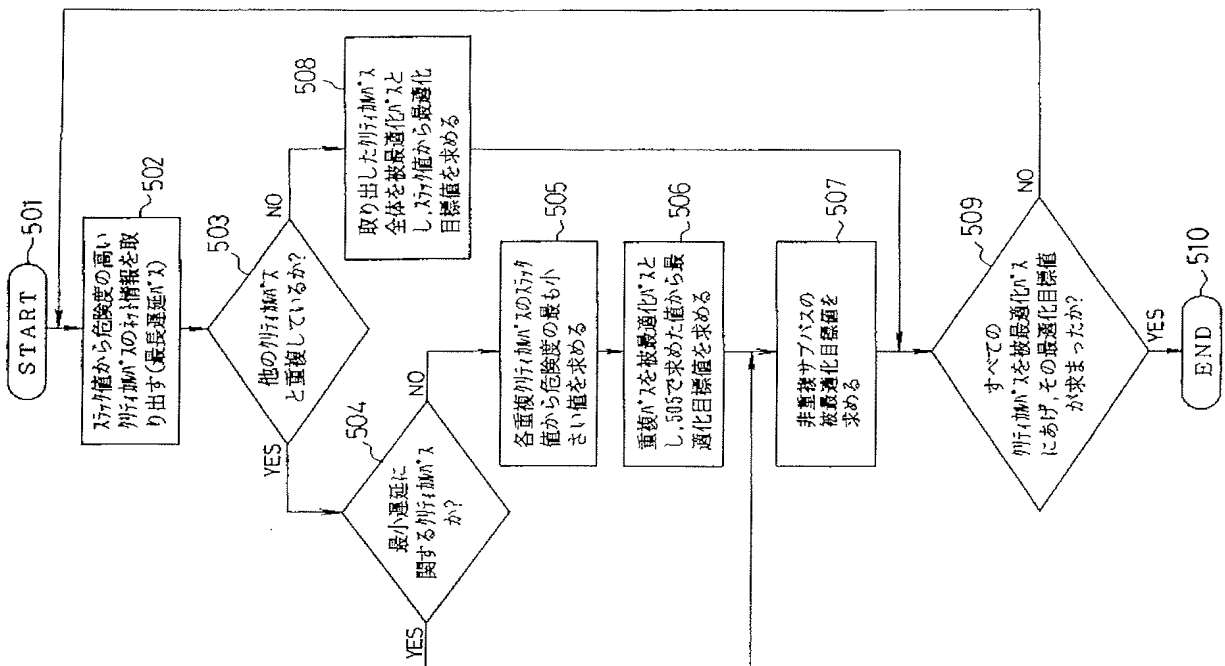 START
501
スラック値から危険度の高い
クリティカルパスのネット情報を取
り出す(最長遅延パス)
502
他のクリティカルパス
と重複しているか?
503
NO
YES
取り出したクリティカルパス
全体を被最適化パスと
し,スラック値から最適化
目標値を求める
508
最小遅延に
関するクリティカルパス
か?
504
NO
YES
各重複クリティカルパスのスラック
値から危険度の最も小
さい値を求める
505
重複パスを被最適化パスと
し,505で求めた値から最
適化目標値を求める
506
非重複サブパスの
被最適化目標値を
求める
507
すべての
クリティカルパスを被最適化パス
にあげ,その最適化目標値
が求まったか?
509
NO
YES
END
510